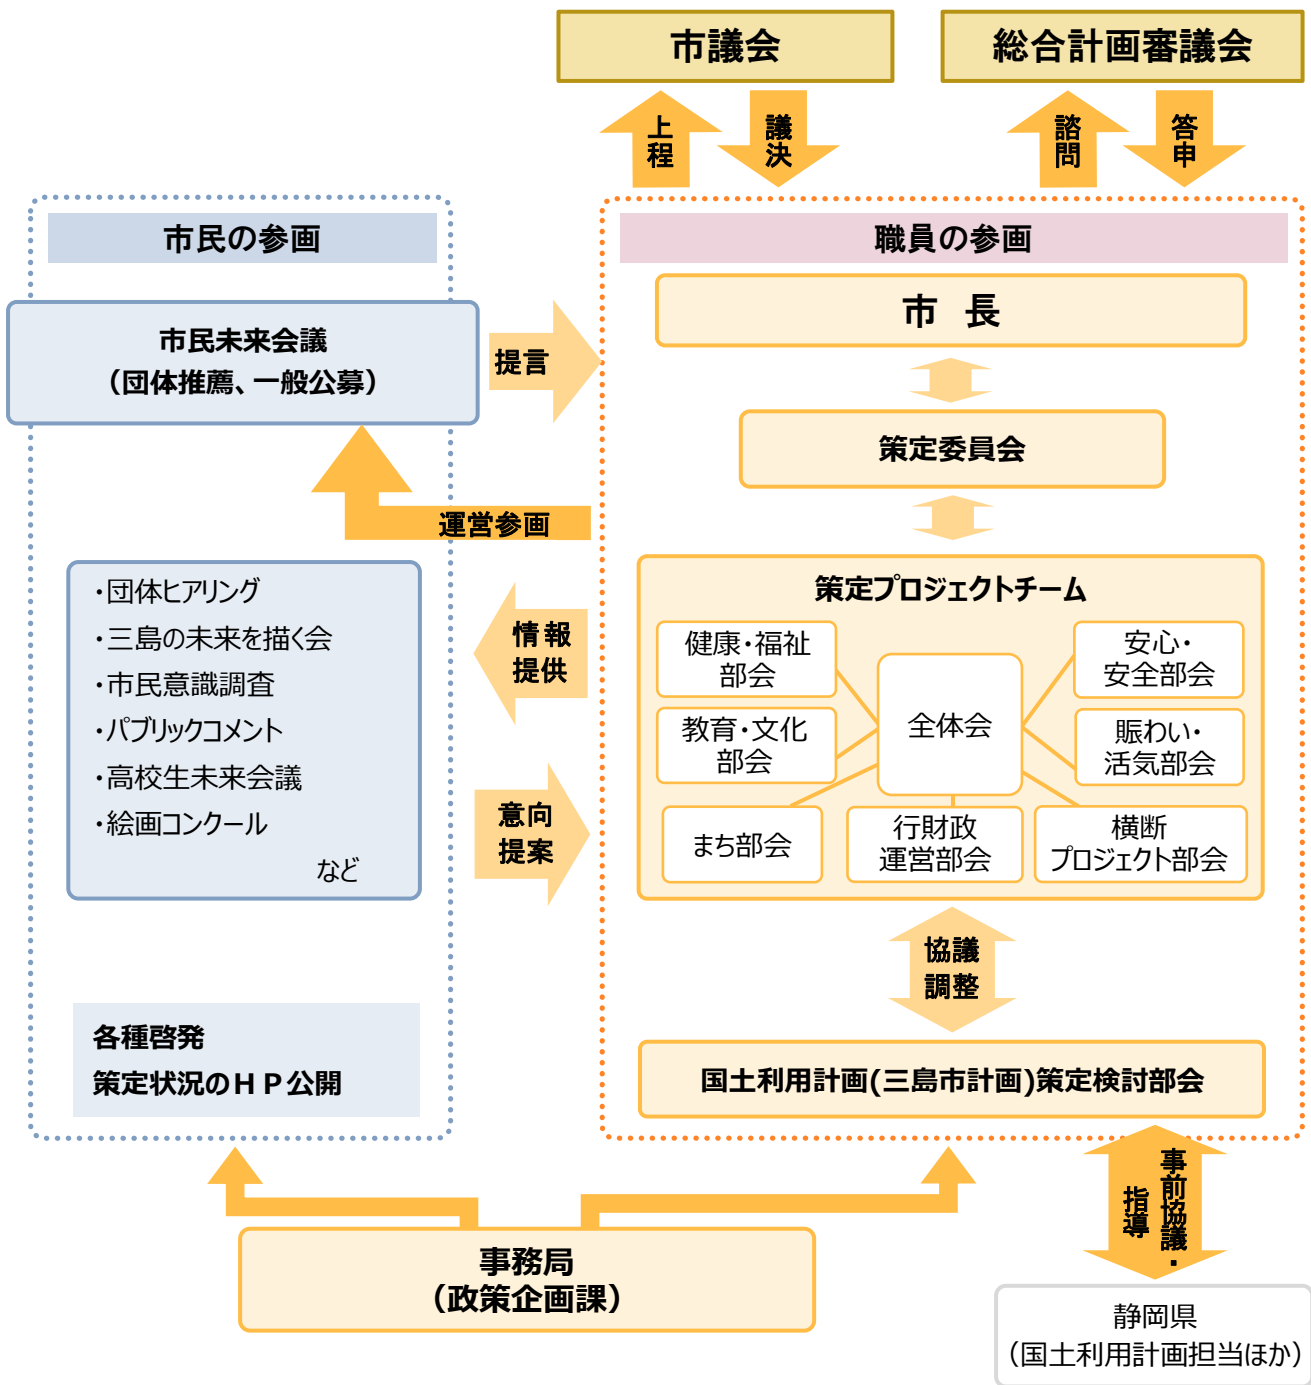 市議会
総合計画審議会
上程
議決
諮問
答申
市民の参画
職員の参画
市民未来会議
（団体推薦、一般公募）
提言
市 長
策定委員会
運営参画
・団体ヒアリング
・三島の未来を描く会
・市民意識調査
・パブリックコメント
・高校生未来会議
・絵画コンクール
など
情報
提供
意向
提案
策定プロジェクトチーム
健康・福祉
部会
安心・
安全部会
全体会
教育・文化
部会
賑わい・
活気部会
まち部会
行財政
運営部会
横断
プロジェクト部会
協議
調整
各種啓発
策定状況のＨＰ公開
国土利用計画(三島市計画)策定検討部会
事前協議・
指導
事務局
（政策企画課）
静岡県
（国土利用計画担当ほか）